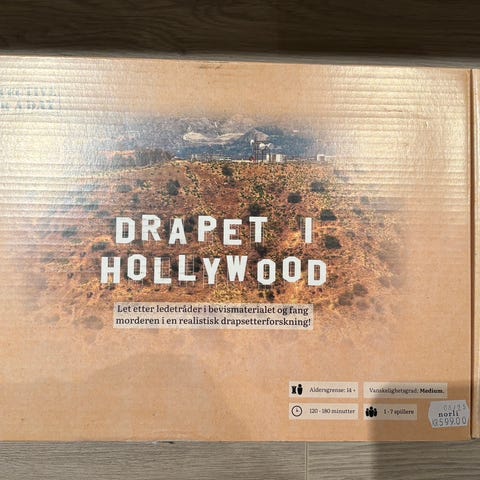 DRAPET I
HOLLYWOOD
Let etter ledetråder i bevismaterialet og fang
morderen i en realistisk drapsetterforskning!
Aldersgrense: 14 +
Vanskelighetsgrad: Medium.
120 - 180 minutter
1 - 7 spillere
norli
599.00